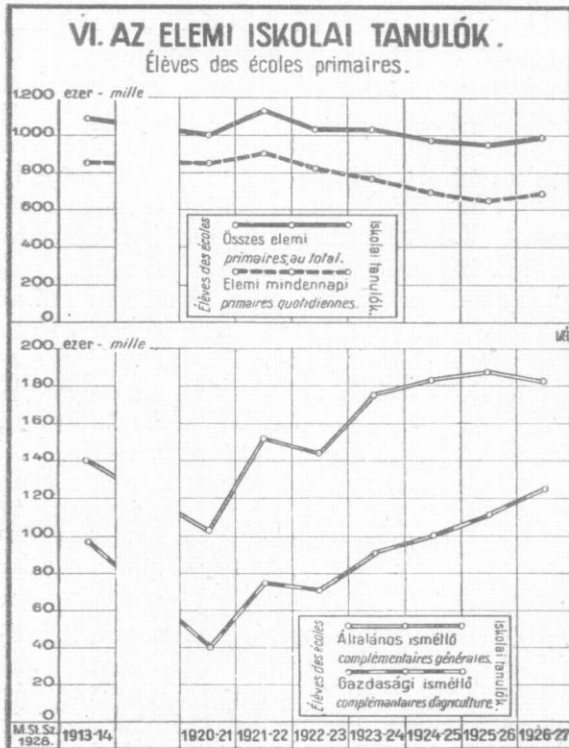 VI. AZ ELEMI ISKOLAI TANULÓK.
Élèves des écoles primaires.
1.200 ezer - mille
1.000
800
600
400
200
0
Élèves des écoles
Összes elemi
primaires, au total.
Elemi mindennapi
primaires quotidiennes.
iskolai tanulók.
200 ezer - mille
180
160
140
120
100
80
60
40
20
0
Élèves des écoles
Általános ismétlő
complémentaires générales.
Gazdasági ismétlő
complémentaires d'agriculture.
iskolai tanulók.
M. St. Sz. 1928.
1913-14 1920-21 1921-22 1922-23 1923-24 1924-25 1925-26 1926-27